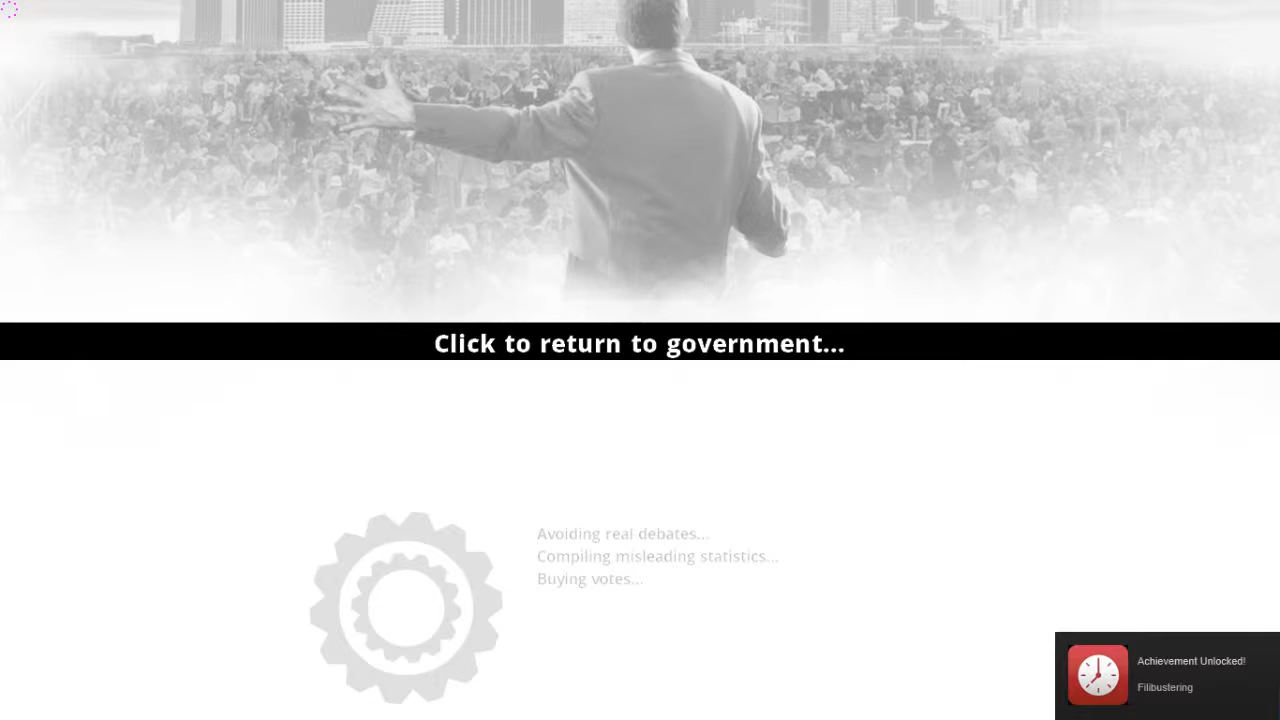 Click to return to government...
Avoiding real debates...
Compiling misleading statistics...
Buying votes...
Achievement Unlocked!
Filibustering